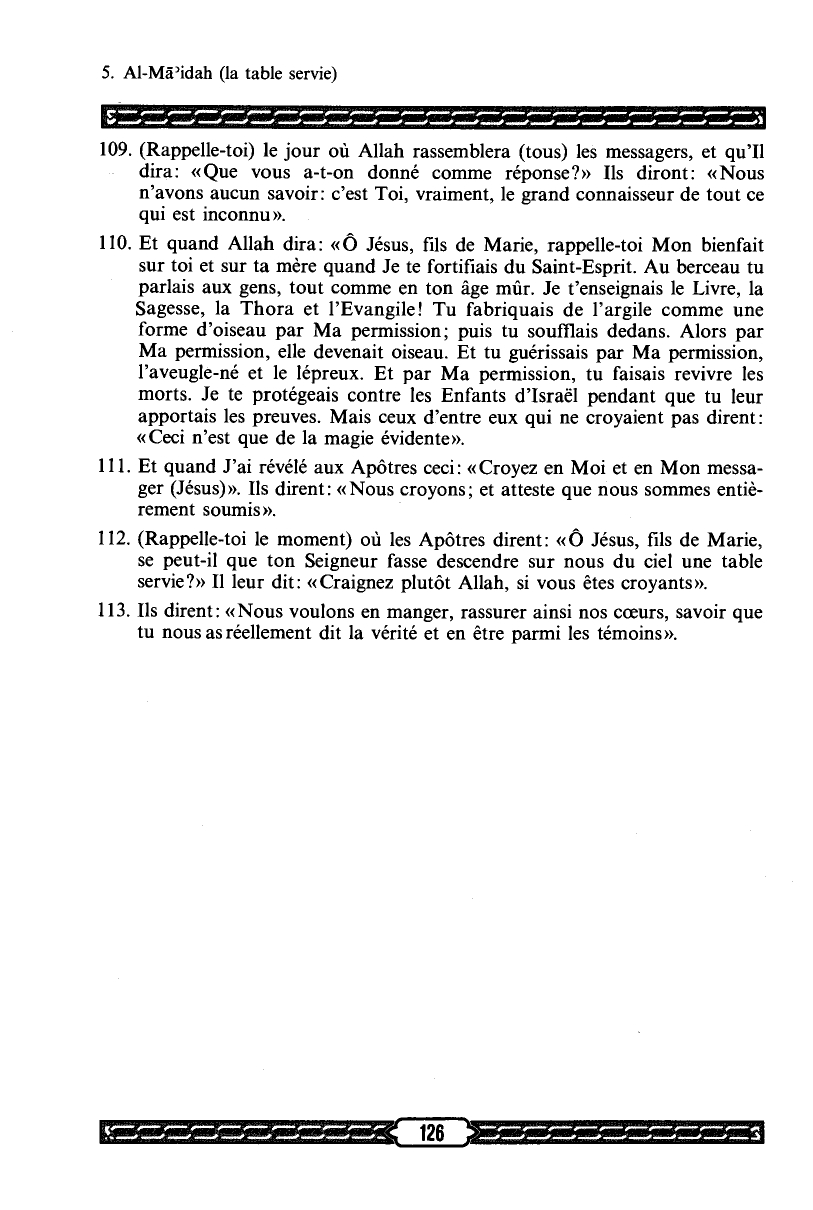 5. Al-Māʾidah (la table servie)
109. (Rappelle-toi) le jour où Allah rassemblera (tous) les messagers, et qu’Il
dira: «Que vous a-t-on donné comme réponse?» Ils diront: «Nous
n’avons aucun savoir: c’est Toi, vraiment, le grand connaisseur de tout ce
qui est inconnu».
110. Et quand Allah dira: «Ô Jésus, fils de Marie, rappelle-toi Mon bienfait
sur toi et sur ta mère quand Je te fortifiais du Saint-Esprit. Au berceau tu
parlais aux gens, tout comme en ton âge mûr. Je t’enseignais le Livre, la
Sagesse, la Thora et l’Evangile! Tu fabriquais de l’argile comme une
forme d’oiseau par Ma permission; puis tu soufflais dedans. Alors par
Ma permission, elle devenait oiseau. Et tu guérissais par Ma permission,
l’aveugle-né et le lépreux. Et par Ma permission, tu faisais revivre les
morts. Je te protégeais contre les Enfants d’Israël pendant que tu leur
apportais les preuves. Mais ceux d’entre eux qui ne croyaient pas dirent:
«Ceci n’est que de la magie évidente».
111. Et quand J’ai révélé aux Apôtres ceci: «Croyez en Moi et en Mon messa-
ger (Jésus)». Ils dirent: «Nous croyons; et atteste que nous sommes entiè-
rement soumis».
112. (Rappelle-toi le moment) où les Apôtres dirent: «Ô Jésus, fils de Marie,
se peut-il que ton Seigneur fasse descendre sur nous du ciel une table
servie?» Il leur dit: «Craignez plutôt Allah, si vous êtes croyants».
113. Ils dirent: «Nous voulons en manger, rassurer ainsi nos cœurs, savoir que
tu nous as réellement dit la vérité et en être parmi les témoins».
126